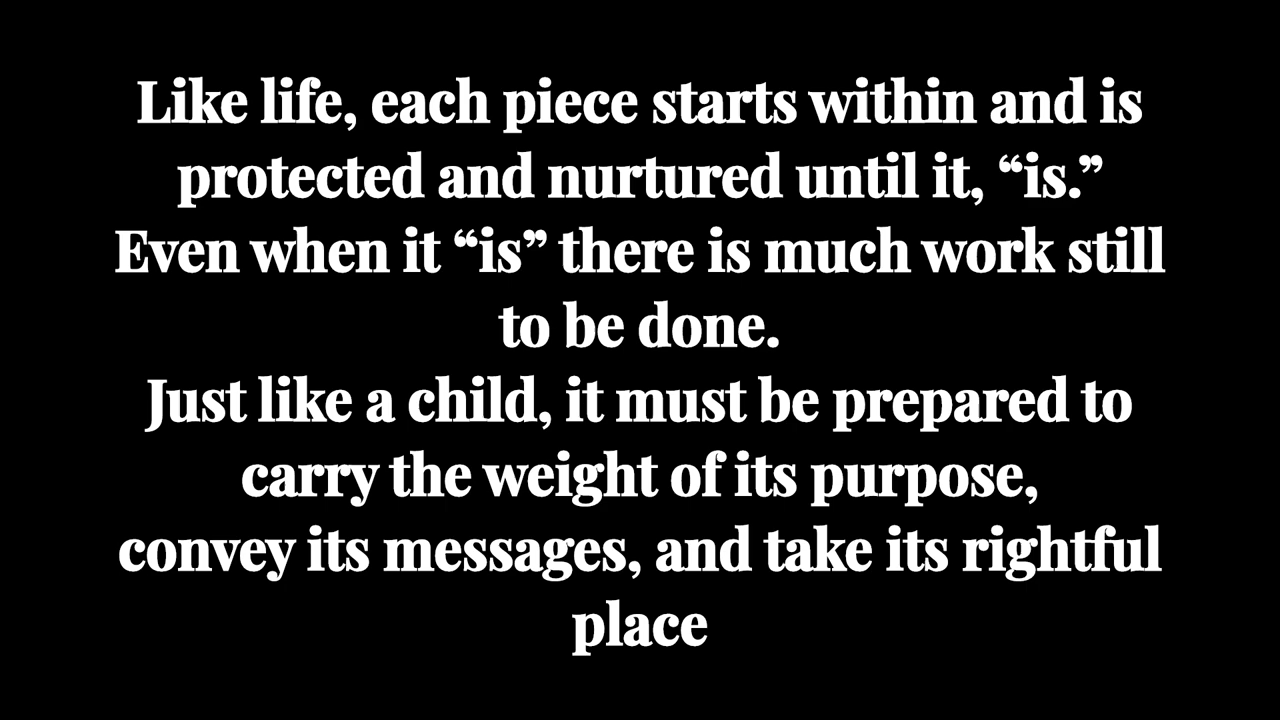 Like life, each piece starts within and is
protected and nurtured until it, “is.”
Even when it “is” there is much work still
to be done.
Just like a child, it must be prepared to
carry the weight of its purpose,
convey its messages, and take its rightful
place